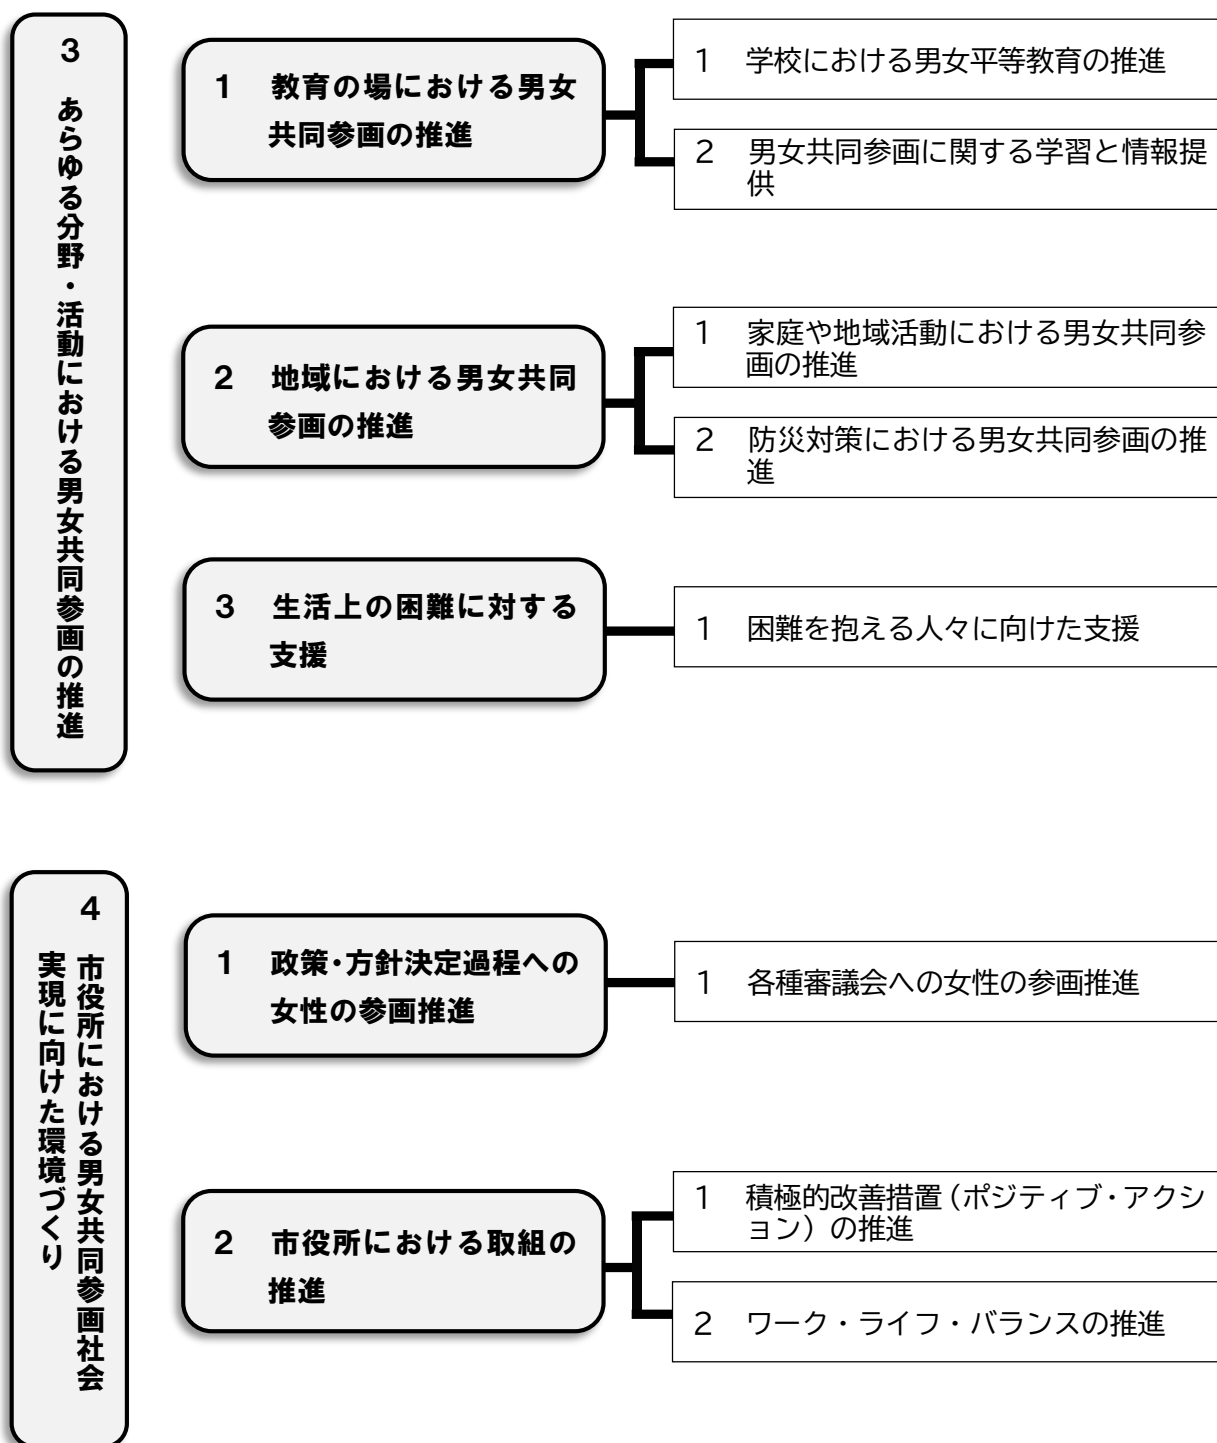 3　あらゆる分野・活動における男女共同参画の推進
1　教育の場における男女
共同参画の推進
1　学校における男女平等教育の推進
2　男女共同参画に関する学習と情報提
供
2　地域における男女共同
参画の推進
1　家庭や地域活動における男女共同参
画の推進
2　防災対策における男女共同参画の推
進
3　生活上の困難に対する
支援
1　困難を抱える人々に向けた支援
4　市役所における男女共同参画社会
実現に向けた環境づくり
1　政策・方針決定過程への
女性の参画推進
1　各種審議会への女性の参画推進
2　市役所における取組の
推進
1　積極的改善措置（ポジティブ・アクシ
ョン）の推進
2　ワーク・ライフ・バランスの推進